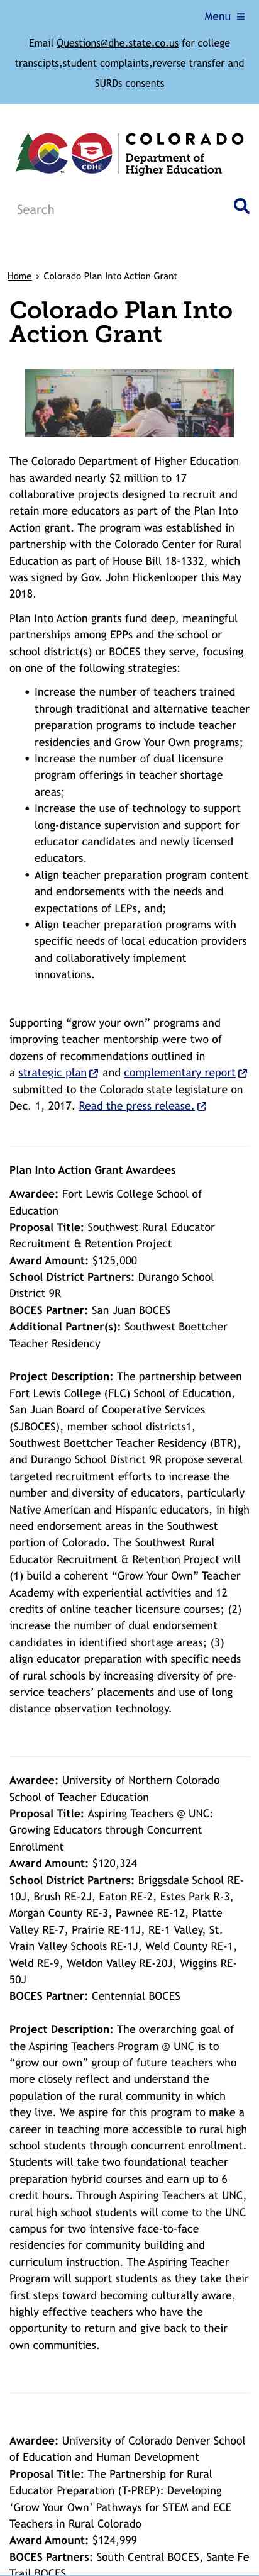 Menu ≡
Email Questions@dhe.state.co.us for college
transcipts,student complaints,reverse transfer and
SURDs consents
C
CDHE
COLORADO
Department of
Higher Education
Search
Home › Colorado Plan Into Action Grant
Colorado Plan Into
Action Grant
The Colorado Department of Higher Education
has awarded nearly $2 million to 17
collaborative projects designed to recruit and
retain more educators as part of the Plan Into
Action grant. The program was established in
partnership with the Colorado Center for Rural
Education as part of House Bill 18-1332, which
was signed by Gov. John Hickenlooper this May
2018.
Plan Into Action grants fund deep, meaningful
partnerships among EPPs and the school or
school district(s) or BOCES they serve, focusing
on one of the following strategies:
• Increase the number of teachers trained
through traditional and alternative teacher
preparation programs to include teacher
residencies and Grow Your Own programs;
• Increase the number of dual licensure
program offerings in teacher shortage
areas;
• Increase the use of technology to support
long-distance supervision and support for
educator candidates and newly licensed
educators.
• Align teacher preparation program content
and endorsements with the needs and
expectations of LEPs, and;
• Align teacher preparation programs with
specific needs of local education providers
and collaboratively implement
innovations.
Supporting “grow your own” programs and
improving teacher mentorship were two of
dozens of recommendations outlined in
a strategic plan and complementary report
submitted to the Colorado state legislature on
Dec. 1, 2017. Read the press release.
Plan Into Action Grant Awardees
Awardee: Fort Lewis College School of
Education
Proposal Title: Southwest Rural Educator
Recruitment & Retention Project
Award Amount: $125,000
School District Partners: Durango School
District 9R
BOCES Partner: San Juan BOCES
Additional Partner(s): Southwest Boettcher
Teacher Residency
Project Description: The partnership between
Fort Lewis College (FLC) School of Education,
San Juan Board of Cooperative Services
(SJBOCES), member school districts1,
Southwest Boettcher Teacher Residency (BTR),
and Durango School District 9R propose several
targeted recruitment efforts to increase the
number and diversity of educators, particularly
Native American and Hispanic educators, in high
need endorsement areas in the Southwest
portion of Colorado. The Southwest Rural
Educator Recruitment & Retention Project will
(1) build a coherent “Grow Your Own” Teacher
Academy with experiential activities and 12
credits of online teacher licensure courses; (2)
increase the number of dual endorsement
candidates in identified shortage areas; (3)
align educator preparation with specific needs
of rural schools by increasing diversity of pre-
service teachers’ placements and use of long
distance observation technology.
Awardee: University of Northern Colorado
School of Teacher Education
Proposal Title: Aspiring Teachers @ UNC:
Growing Educators through Concurrent
Enrollment
Award Amount: $120,324
School District Partners: Briggsdale School RE-
10J, Brush RE-2J, Eaton RE-2, Estes Park R-3,
Morgan County RE-3, Pawnee RE-12, Platte
Valley RE-7, Prairie RE-11J, RE-1 Valley, St.
Vrain Valley Schools RE-1J, Weld County RE-1,
Weld RE-9, Weldon Valley RE-20J, Wiggins RE-
50J
BOCES Partner: Centennial BOCES
Project Description: The overarching goal of
the Aspiring Teachers Program @ UNC is to
“grow our own” group of future teachers who
more closely reflect and understand the
population of the rural community in which
they live. We aspire for this program to make a
career in teaching more accessible to rural high
school students through concurrent enrollment.
Students will take two foundational teacher
preparation hybrid courses and earn up to 6
credit hours. Through Aspiring Teachers at UNC,
rural high school students will come to the UNC
campus for two intensive face-to-face
residencies for community building and
curriculum instruction. The Aspiring Teacher
Program will support students as they take their
first steps toward becoming culturally aware,
highly effective teachers who have the
opportunity to return and give back to their
own communities.
Awardee: University of Colorado Denver School
of Education and Human Development
Proposal Title: The Partnership for Rural
Educator Preparation (T-PREP): Developing
‘Grow Your Own’ Pathways for STEM and ECE
Teachers in Rural Colorado
Award Amount: $124,999
BOCES Partners: South Central BOCES, Sante Fe
Trail BOCES